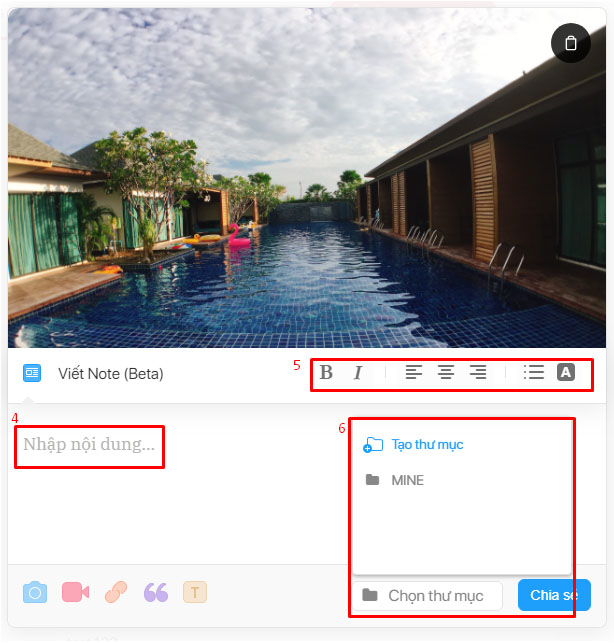 Viết Note (Beta)
5
B I A
4
Nhập nội dung...
6
Tạo thư mục
MINE
T
Chọn thư mục
Chia sẻ